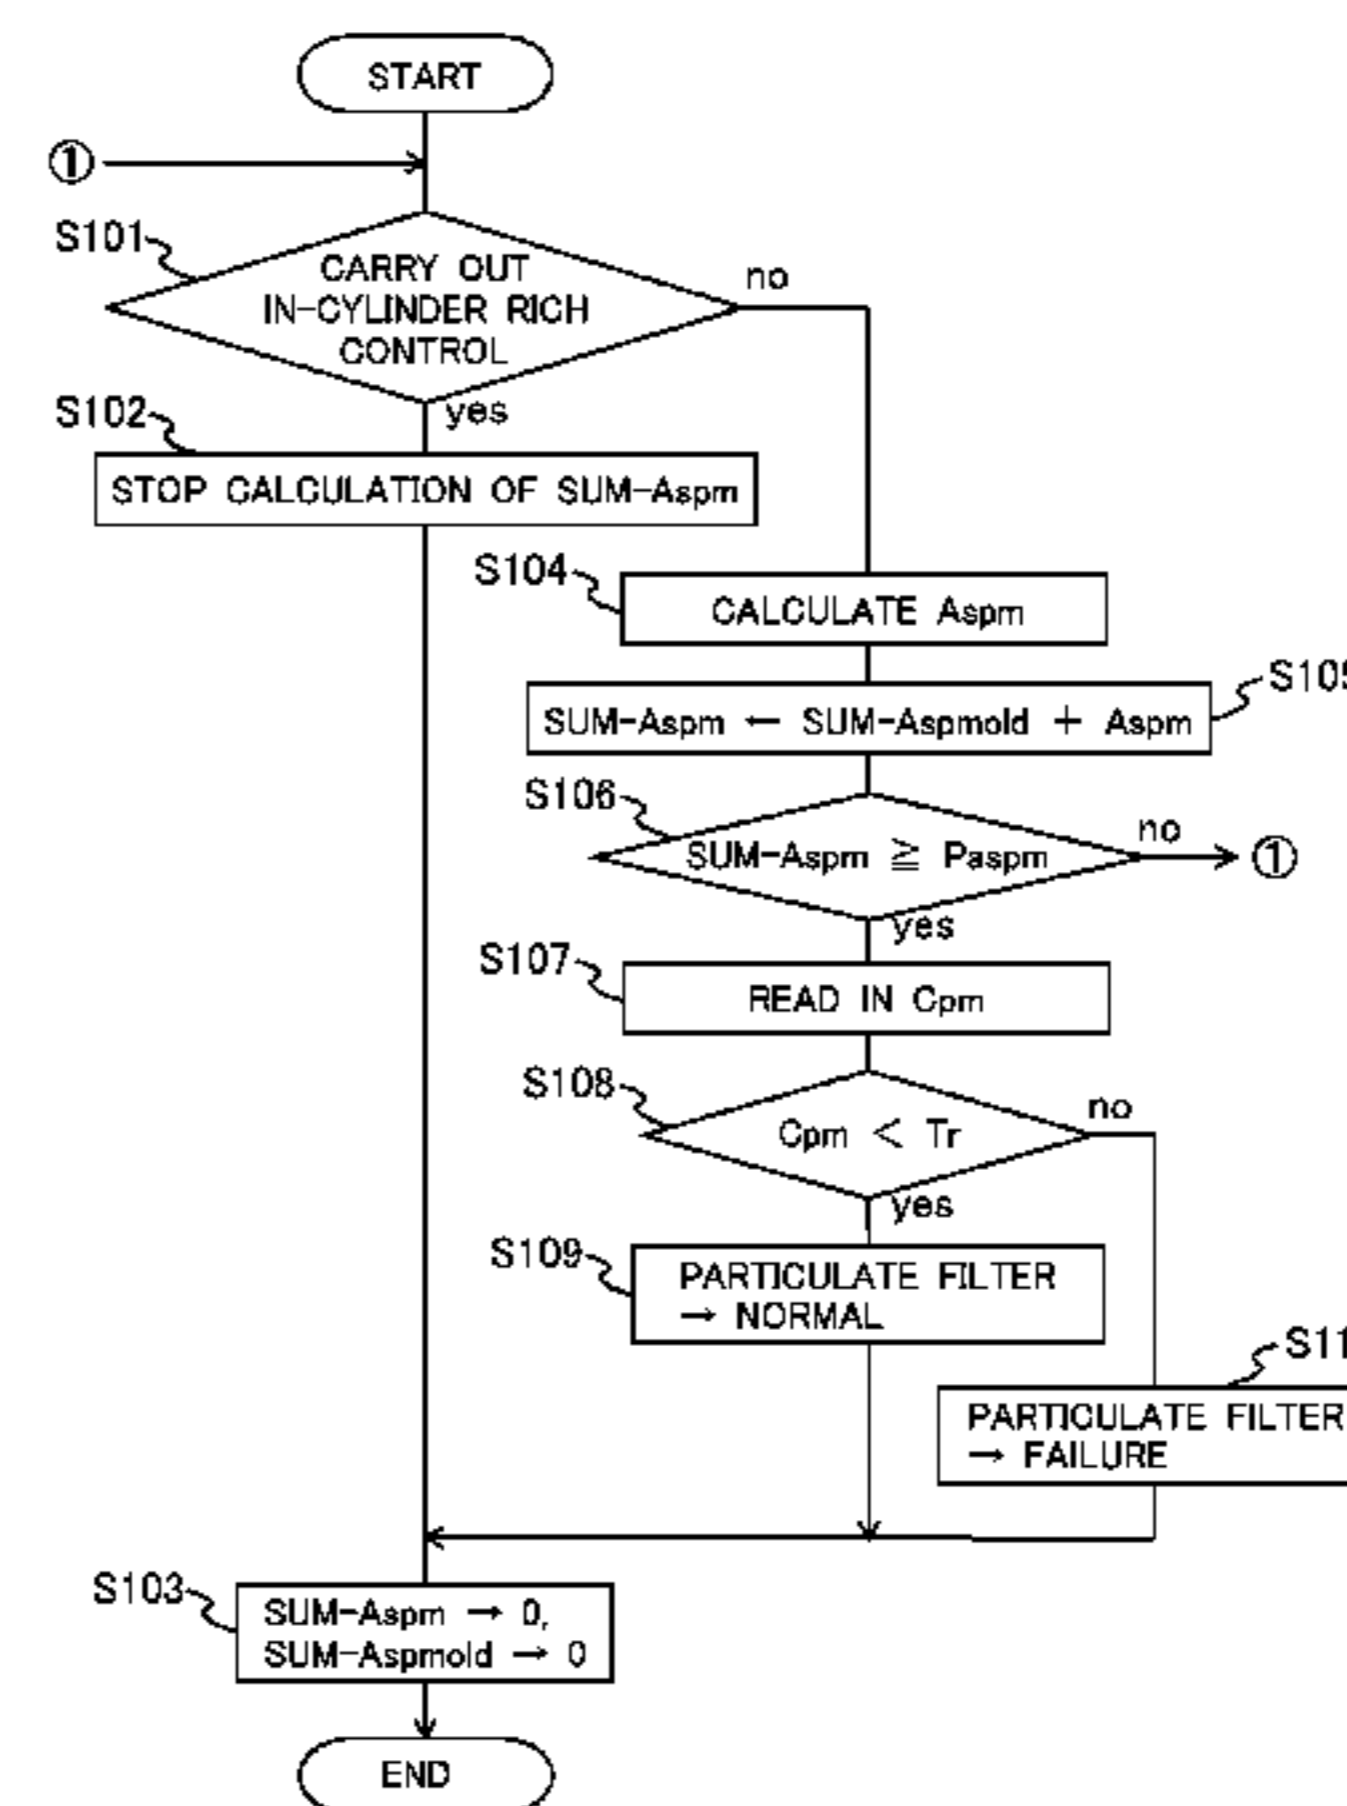 START
①
S101
CARRY OUT
IN-CYLINDER RICH
CONTROL
no
yes
S102
STOP CALCULATION OF SUM-Aspm
S104
CALCULATE Aspm
S105
SUM-Aspm ← SUM-Aspmold + Aspm
S106
SUM-Aspm ≧ Paspm
no
①
yes
S107
READ IN Cpm
S108
Cpm < Tr
no
yes
S109
PARTICULATE FILTER
→ NORMAL
S11
PARTICULATE FILTER
→ FAILURE
S103
SUM-Aspm → 0,
SUM-Aspmold → 0
END